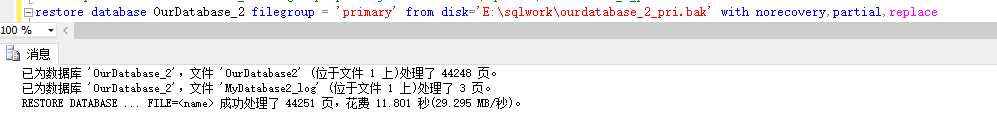 restore database OurDatabase_2 filegroup = 'primary' from disk='E:\sqlwork\ourdatabase_2_pri.bak' with norecovery,partial,replace
100 %
消息
已为数据库 'OurDatabase_2'，文件 'OurDatabase2' (位于文件 1 上)处理了 44248 页。
已为数据库 'OurDatabase_2'，文件 'MyDatabase2_log' (位于文件 1 上)处理了 3 页。
RESTORE DATABASE ... FILE=<name> 成功处理了 44251 页，花费 11.801 秒(29.295 MB/秒)。